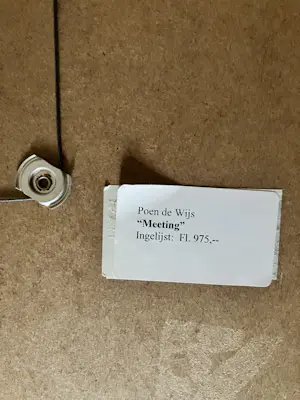 Poen de Wijs
“Meeting”
Ingelijst: Fl. 975,--